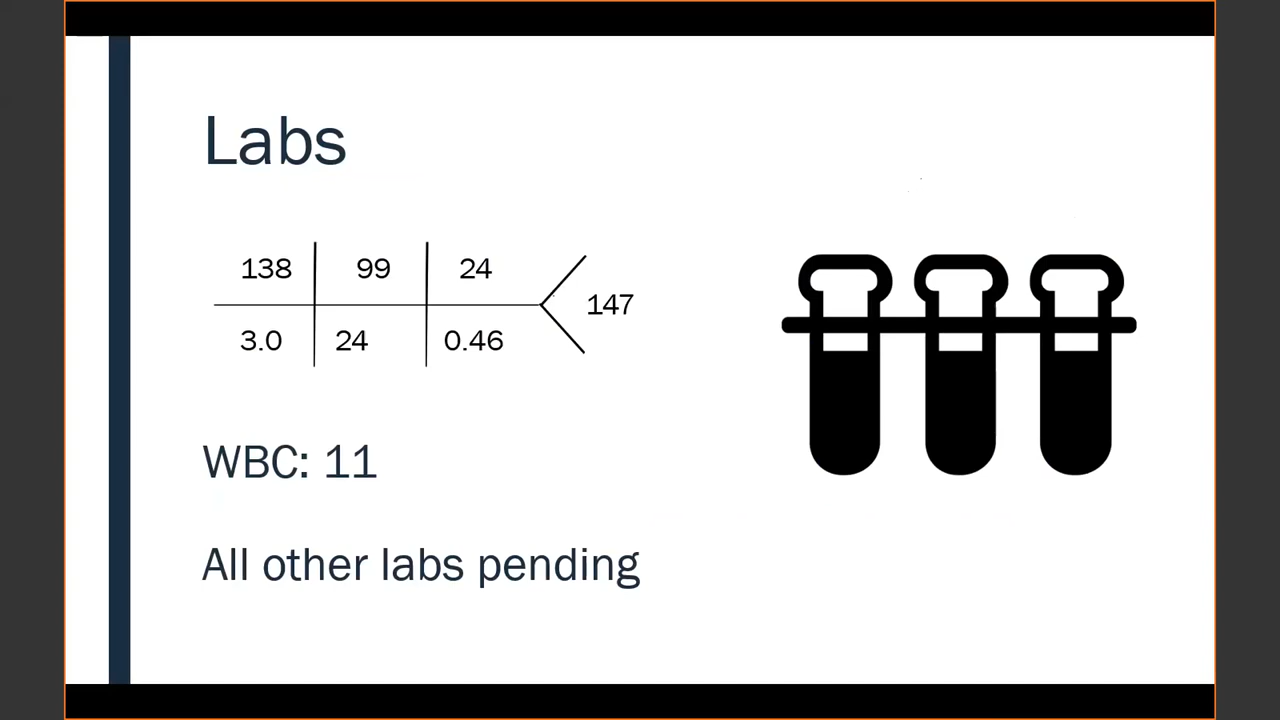 Labs
138 99 24
147
3.0 24 0.46
WBC: 11
All other labs pending